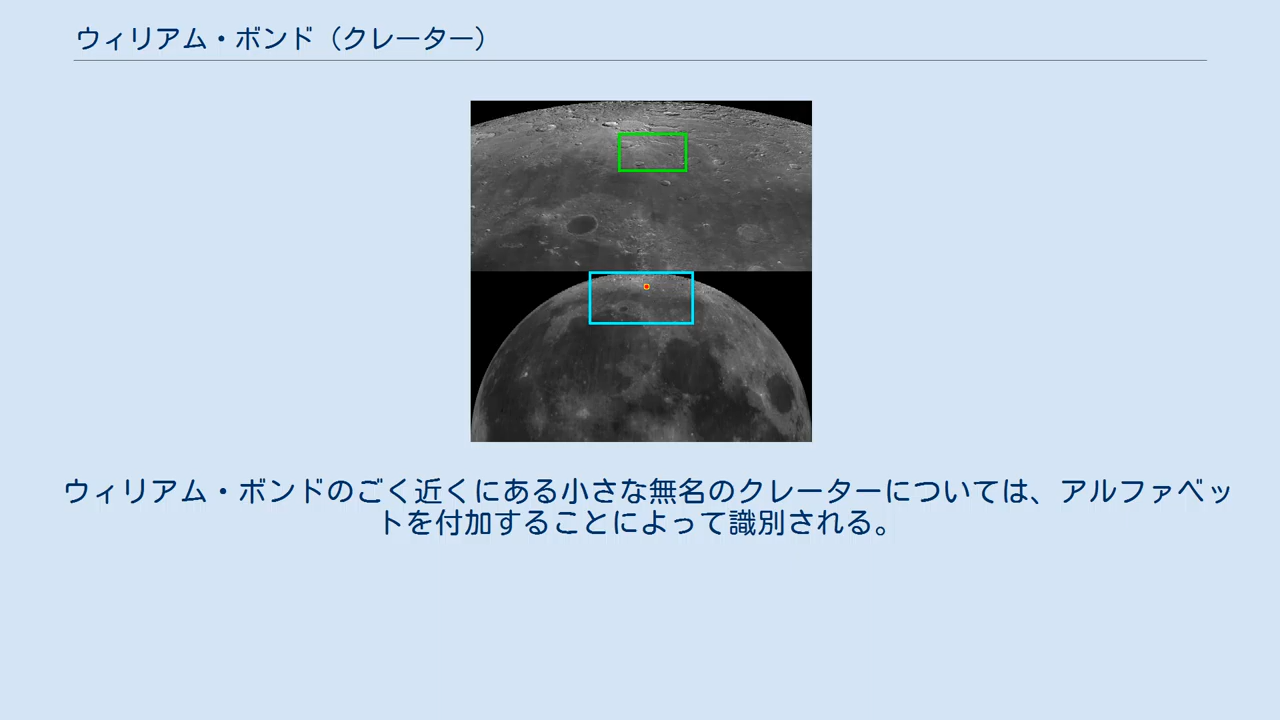 ウィリアム・ボンド（クレーター）
ウィリアム・ボンドのごく近くにある小さな無名のクレーターについては、アルファベッ
トを付加することによって識別される。